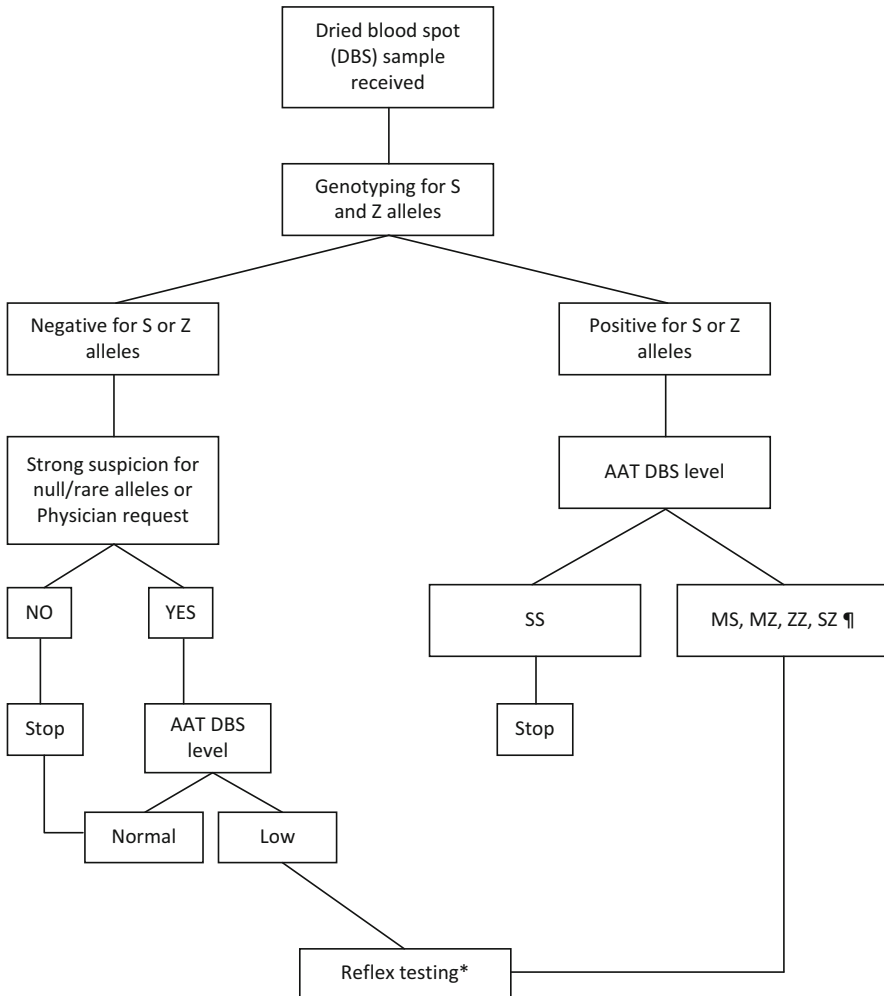 Dried blood spot
(DBS) sample
received
Genotyping for S
and Z alleles
Negative for S or Z
alleles
Positive for S or Z
alleles
Strong suspicion for
null/rare alleles or
Physician request
AAT DBS level
NO
YES
SS
MS, MZ, ZZ, SZ ¶
Stop
AAT DBS
level
Stop
Normal
Low
Reflex testing*